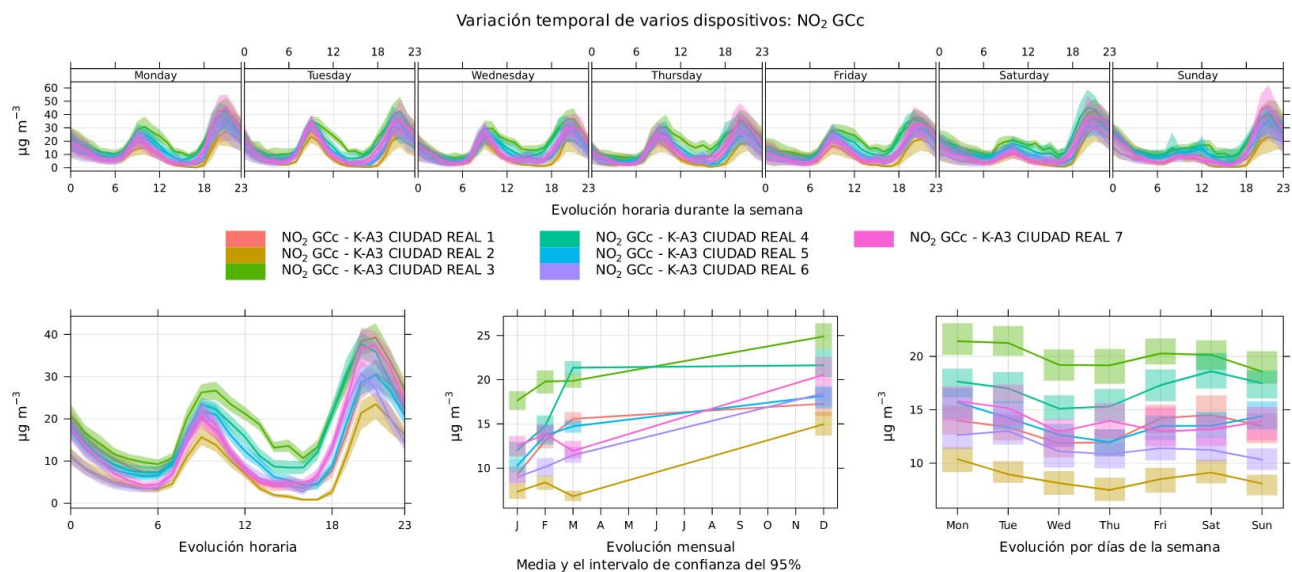 Variación temporal de varios dispositivos: NO₂ GCc
0 6 12 18 23 0 6 12 18 23 0 6 12 18 23
Monday Tuesday Wednesday Thursday Friday Saturday Sunday
60
50
40
30
20
10
0
µg m⁻³
0 6 12 18 23 0 6 12 18 23 0 6 12 18 23 0 6 12 18 23
Evolución horaria durante la semana
NO₂ GCc - K-A3 CIUDAD REAL 1
NO₂ GCc - K-A3 CIUDAD REAL 2
NO₂ GCc - K-A3 CIUDAD REAL 3
NO₂ GCc - K-A3 CIUDAD REAL 4
NO₂ GCc - K-A3 CIUDAD REAL 5
NO₂ GCc - K-A3 CIUDAD REAL 6
NO₂ GCc - K-A3 CIUDAD REAL 7
40
30
20
10
0
µg m⁻³
0 6 12 18 23
Evolución horaria
25
20
15
10
µg m⁻³
J F M A M J J A S O N D
Evolución mensual
Media y el intervalo de confianza del 95%
20
15
10
µg m⁻³
Mon Tue Wed Thu Fri Sat Sun
Evolución por días de la semana